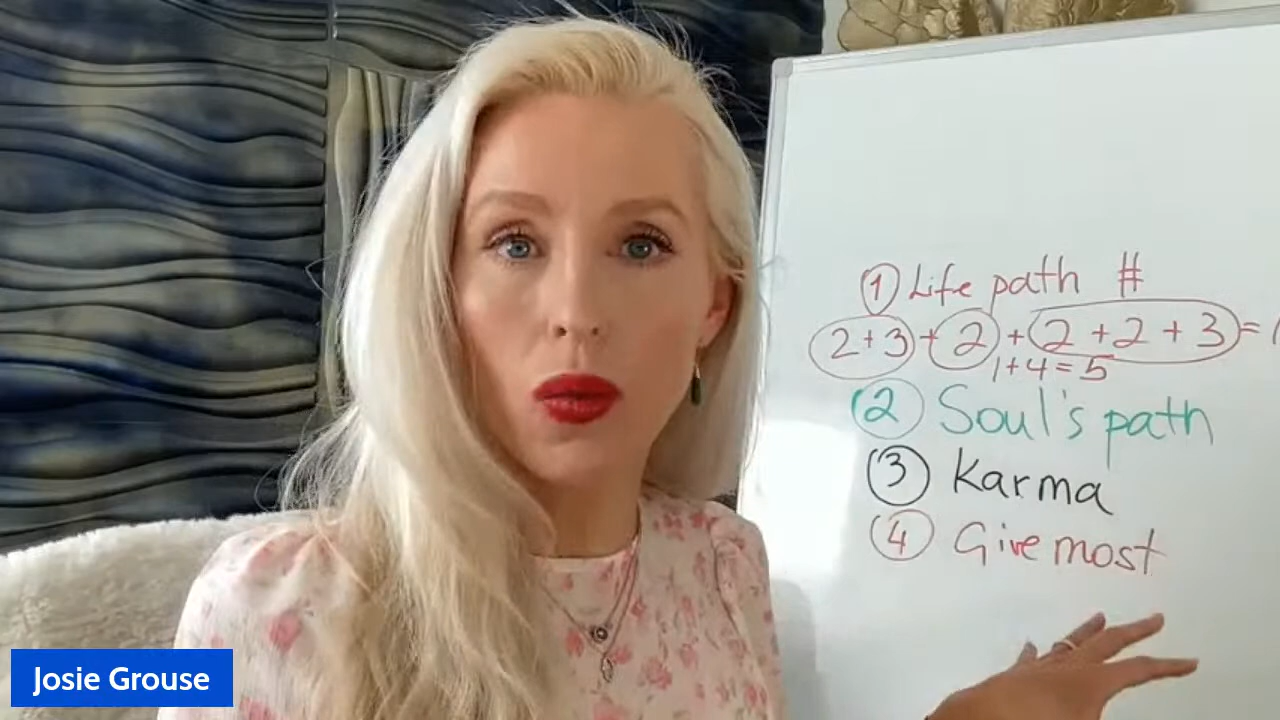 ① Life path #
2+3 + 2 + 2+2+3 =
1+4=5
② Soul's path
③ Karma
④ Give most
Josie Grouse